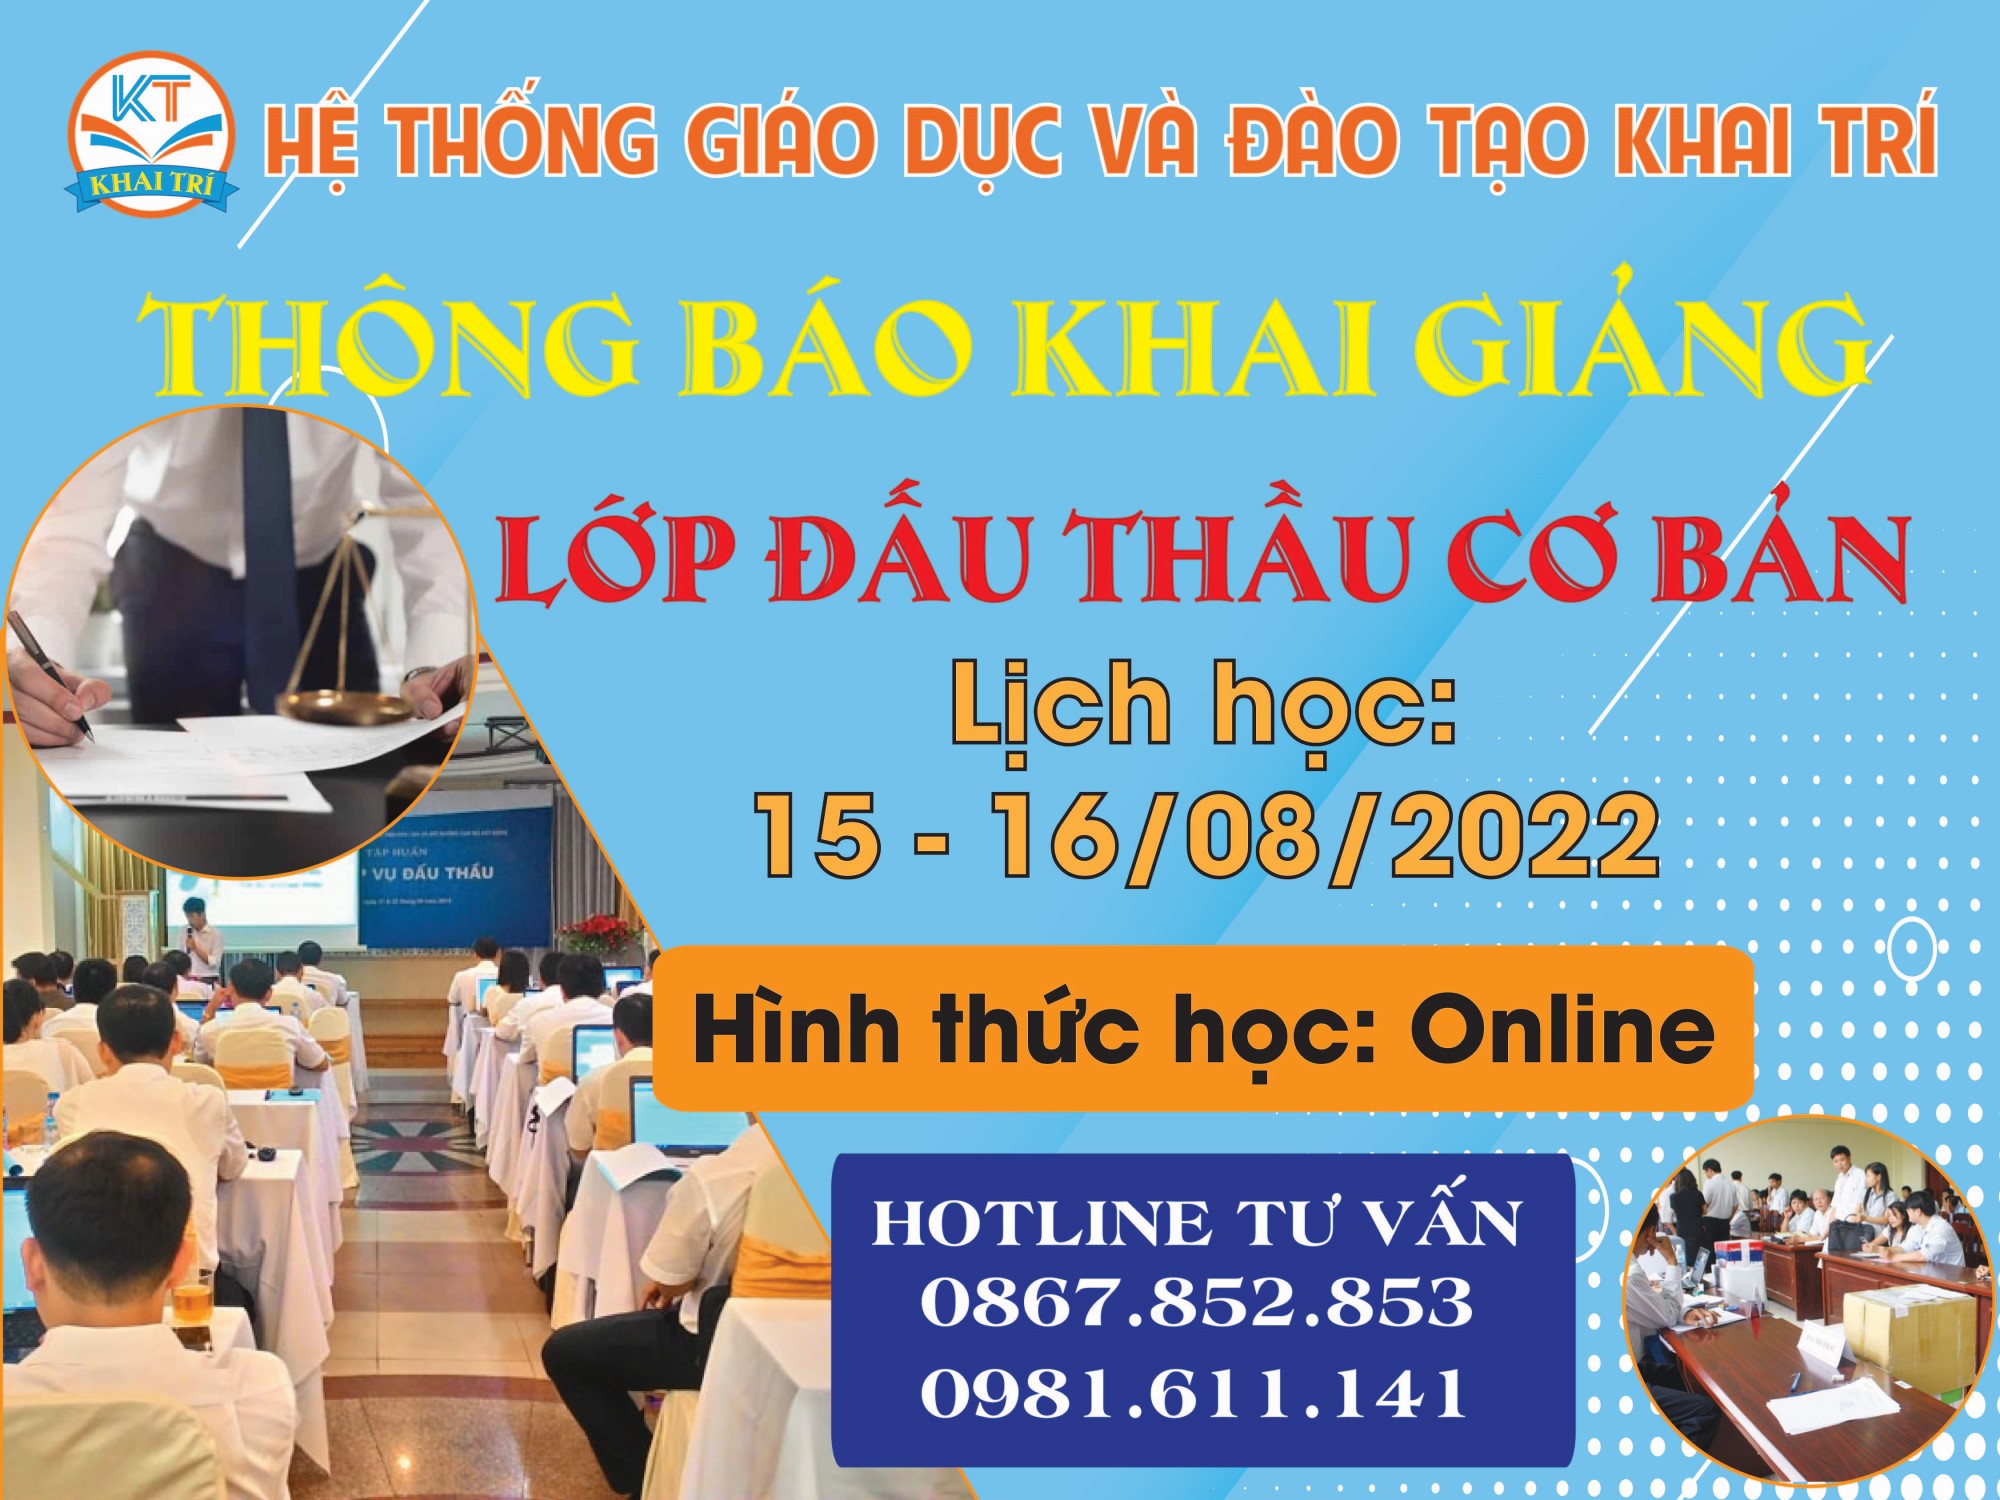 KT
KHAI TRÍ
HỆ THỐNG GIÁO DỤC VÀ ĐÀO TẠO KHAI TRÍ
THÔNG BÁO KHAI GIẢNG
LỚP ĐẤU THẦU CƠ BẢN
Lịch học:
15 - 16/08/2022
TẬP HUẤN
VỤ ĐẤU THẦU
Hình thức học: Online
HOTLINE TƯ VẤN
0867.852.853
0981.611.141